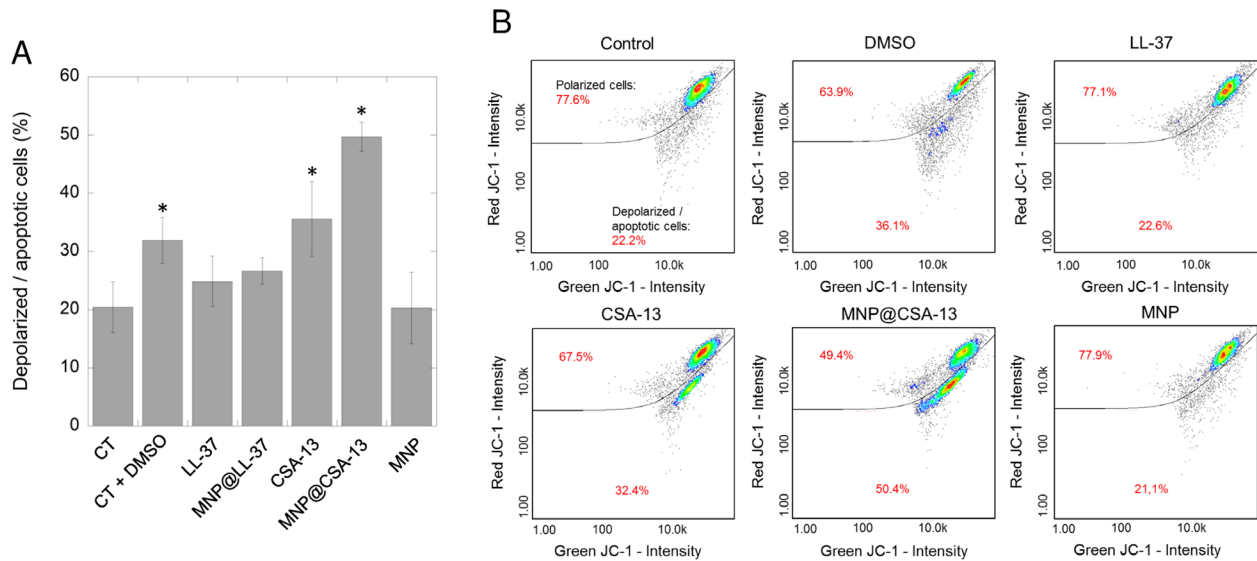 A
Depolarized / apoptotic cells (%)
60
50
40
30
20
10
0
*
*
*
CT
CT + DMSO
LL-37
MNP@LL-37
CSA-13
MNP@CSA-13
MNP
B
Control
Red JC-1 - Intensity
10.0k
100
1.00
Polarized cells:
77.6%
Depolarized /
apoptotic cells:
22.2%
1.00 100 10.0k
Green JC-1 - Intensity
DMSO
Red JC-1 - Intensity
10.0k
100
1.00
63.9%
36.1%
1.00 100 10.0k
Green JC-1 - Intensity
LL-37
Red JC-1 - Intensity
10.0k
100
1.00
77.1%
22.6%
1.00 100 10.0k
Green JC-1 - Intensity
CSA-13
Red JC-1 - Intensity
10.0k
100
1.00
67.5%
32.4%
1.00 100 10.0k
Green JC-1 - Intensity
MNP@CSA-13
Red JC-1 - Intensity
10.0k
100
1.00
49.4%
50.4%
1.00 100 10.0k
Green JC-1 - Intensity
MNP
Red JC-1 - Intensity
10.0k
100
1.00
77.9%
21,1%
1.00 100 10.0k
Green JC-1 - Intensity